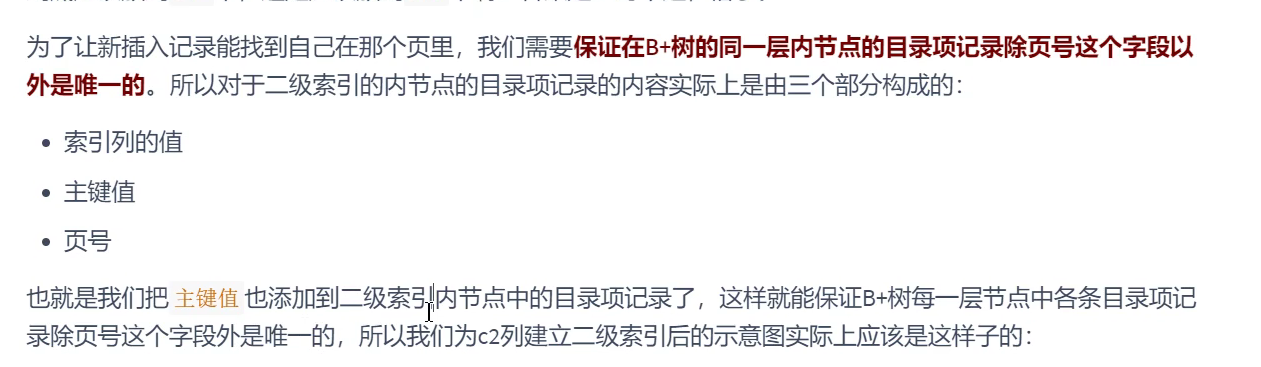 为了让新插入记录能找到自己在那个页里，我们需要保证在B+树的同一层内节点的目录项记录除页号这个字段以
外是唯一的。所以对于二级索引的内节点的目录项记录的内容实际上是由三个部分构成的：
• 索引列的值
• 主键值
• 页号
也就是我们把 主键值 也添加到二级索引内节点中的目录项记录了，这样就能保证B+树每一层节点中各条目录项记
录除页号这个字段外是唯一的，所以我们为c2列建立二级索引后的示意图实际上应该是这样子的：